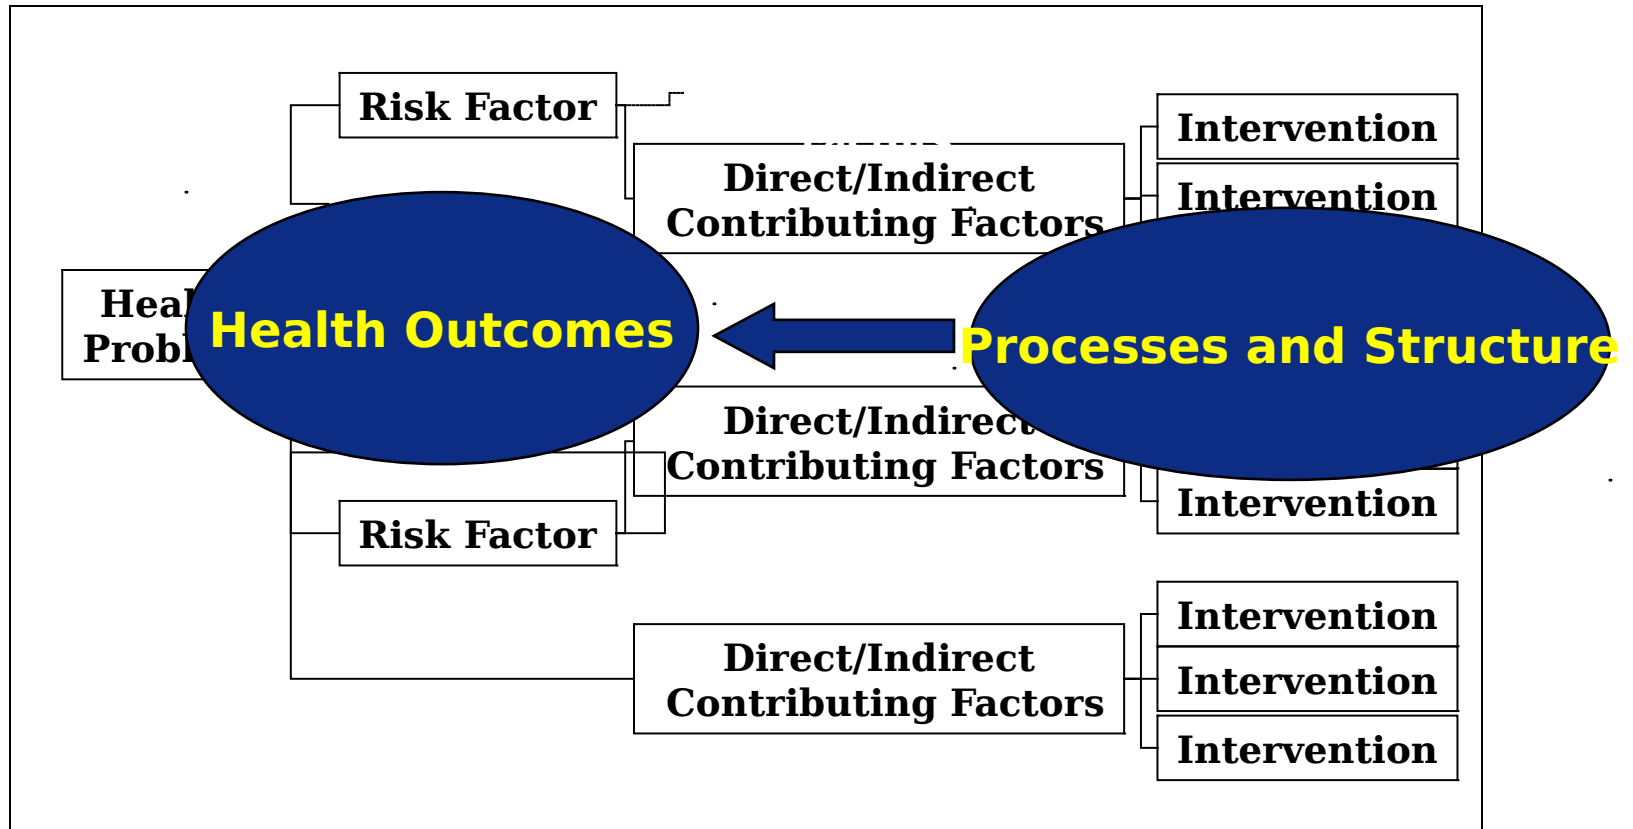 Risk Factor
Intervention
Direct/Indirect
Contributing Factors
Intervention
Health Outcomes
Processes and Structure
Direct/Indirect
Contributing Factors
Intervention
Risk Factor
Intervention
Direct/Indirect
Contributing Factors
Intervention
Intervention